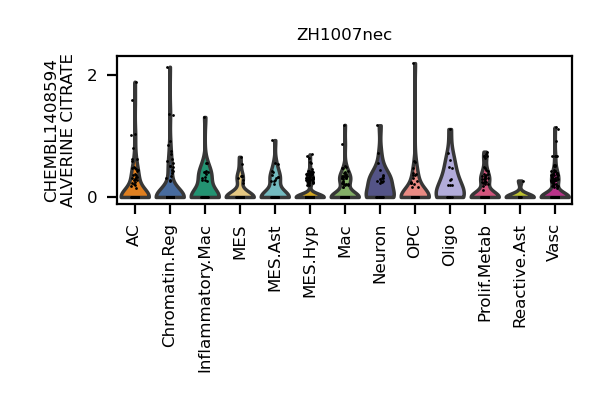 ZH1007nec
CHEMBL1408594
ALVERINE CITRATE
2
0
AC
Chromatin.Reg
Inflammatory.Mac
MES
MES.Ast
MES.Hyp
Mac
Neuron
OPC
Oligo
Prolif.Metab
Reactive.Ast
Vasc